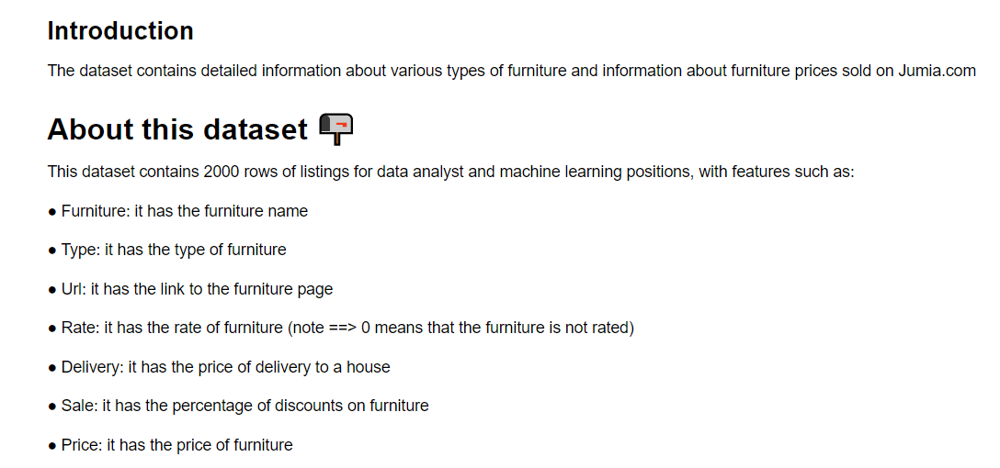 Introduction
The dataset contains detailed information about various types of furniture and information about furniture prices sold on Jumia.com
About this dataset 📭
This dataset contains 2000 rows of listings for data analyst and machine learning positions, with features such as:
● Furniture: it has the furniture name
● Type: it has the type of furniture
● Url: it has the link to the furniture page
● Rate: it has the rate of furniture (note ==> 0 means that the furniture is not rated)
● Delivery: it has the price of delivery to a house
● Sale: it has the percentage of discounts on furniture
● Price: it has the price of furniture